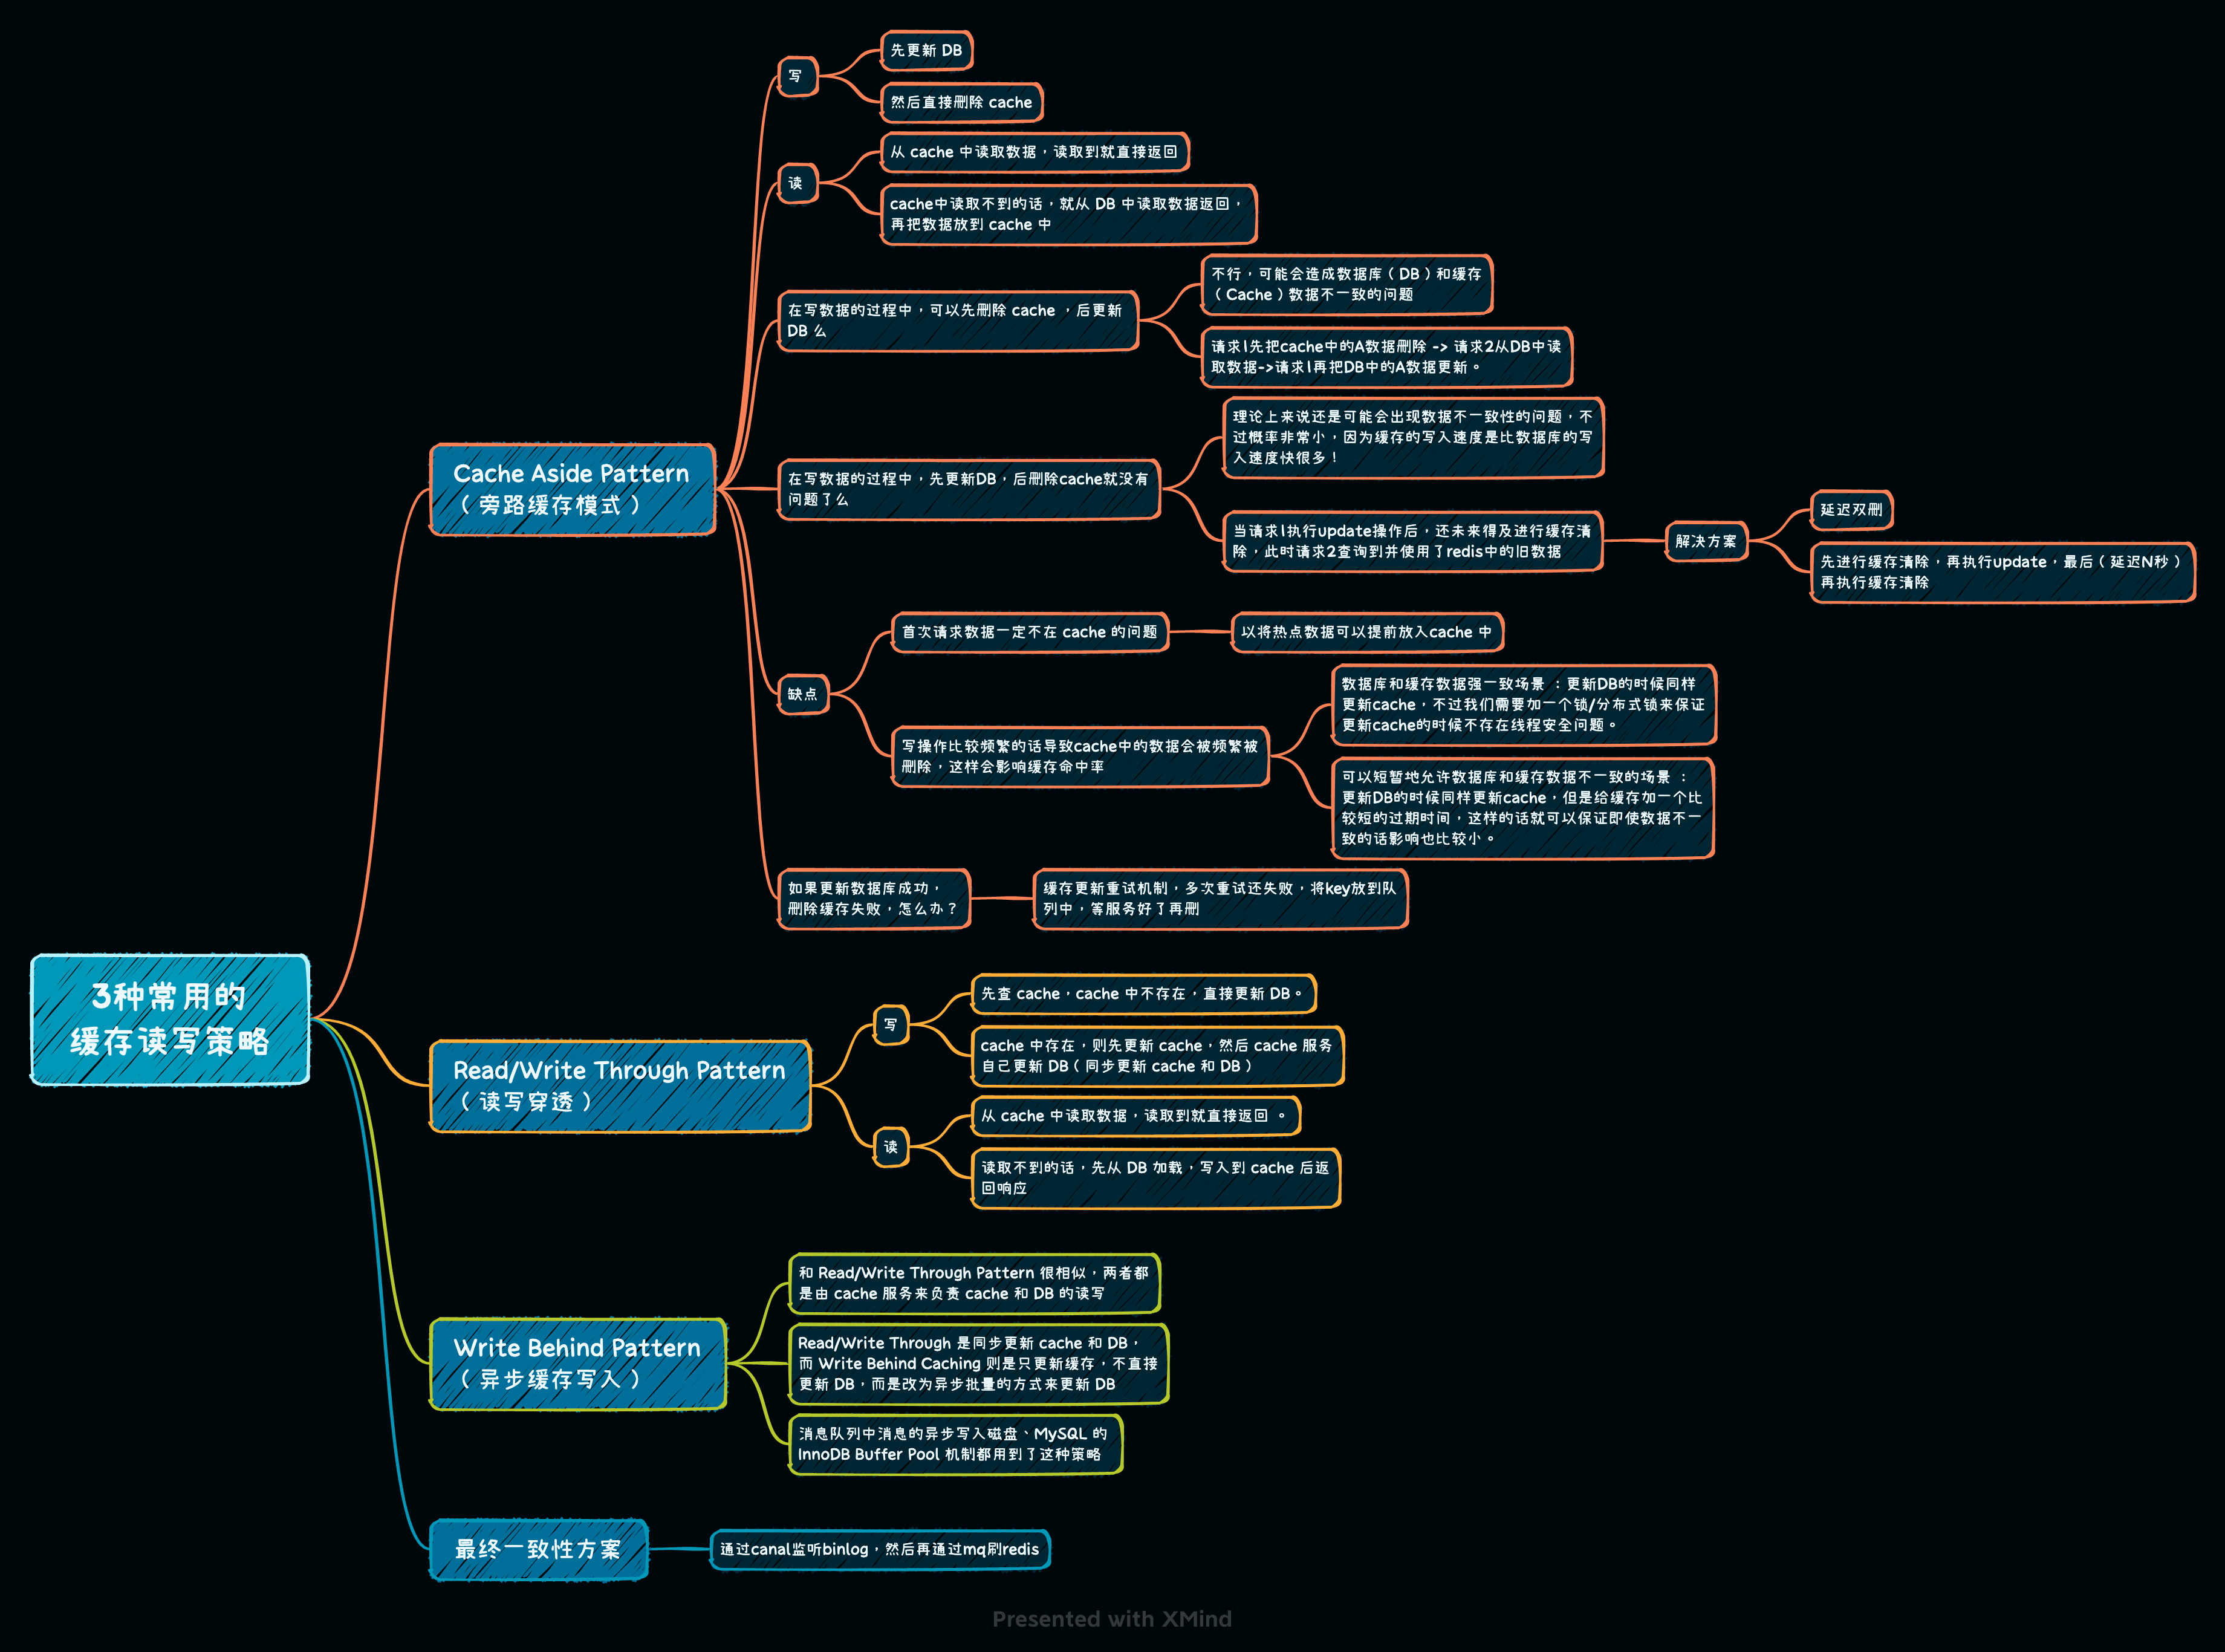 3种常用的
缓存读写策略
Cache Aside Pattern
（旁路缓存模式）
写
先更新 DB
然后直接删除 cache
读
从 cache 中读取数据，读取到就直接返回
cache中读取不到的话，就从 DB 中读取数据返回，
再把数据放到 cache 中
在写数据的过程中，可以先删除 cache ，后更新
DB 么
不行，可能会造成数据库（DB）和缓存
（Cache）数据不一致的问题
请求1先把cache中的A数据删除 -> 请求2从DB中读
取数据->请求1再把DB中的A数据更新。
在写数据的过程中，先更新DB，后删除cache就没有
问题了么
理论上来说还是可能会出现数据不一致性的问题，不
过概率非常小，因为缓存的写入速度是比数据库的写
入速度快很多！
当请求1执行update操作后，还未来得及进行缓存清
除，此时请求2查询到并使用了redis中的旧数据
解决方案
延迟双删
先进行缓存清除，再执行update，最后（延迟N秒）
再执行缓存清除
缺点
首次请求数据一定不在 cache 的问题
以将热点数据可以提前放入cache 中
写操作比较频繁的话导致cache中的数据会被频繁被
删除，这样会影响缓存命中率
数据库和缓存数据强一致场景 ：更新DB的时候同样
更新cache，不过我们需要加一个锁/分布式锁来保证
更新cache的时候不存在线程安全问题。
可以短暂地允许数据库和缓存数据不一致的场景 ：
更新DB的时候同样更新cache，但是给缓存加一个比
较短的过期时间，这样的话就可以保证即使数据不一
致的话影响也比较小。
如果更新数据库成功，
删除缓存失败，怎么办？
缓存更新重试机制，多次重试还失败，将key放到队
列中，等服务好了再删
Read/Write Through Pattern
（读写穿透）
写
先查 cache，cache 中不存在，直接更新 DB。
cache 中存在，则先更新 cache，然后 cache 服务
自己更新 DB（同步更新 cache 和 DB）
读
从 cache 中读取数据，读取到就直接返回 。
读取不到的话，先从 DB 加载，写入到 cache 后返
回响应
Write Behind Pattern
（异步缓存写入）
和 Read/Write Through Pattern 很相似，两者都
是由 cache 服务来负责 cache 和 DB 的读写
Read/Write Through 是同步更新 cache 和 DB，
而 Write Behind Caching 则是只更新缓存，不直接
更新 DB，而是改为异步批量的方式来更新 DB
消息队列中消息的异步写入磁盘、MySQL 的
InnoDB Buffer Pool 机制都用到了这种策略
最终一致性方案
通过canal监听binlog，然后再通过mq刷redis
Presented with XMind